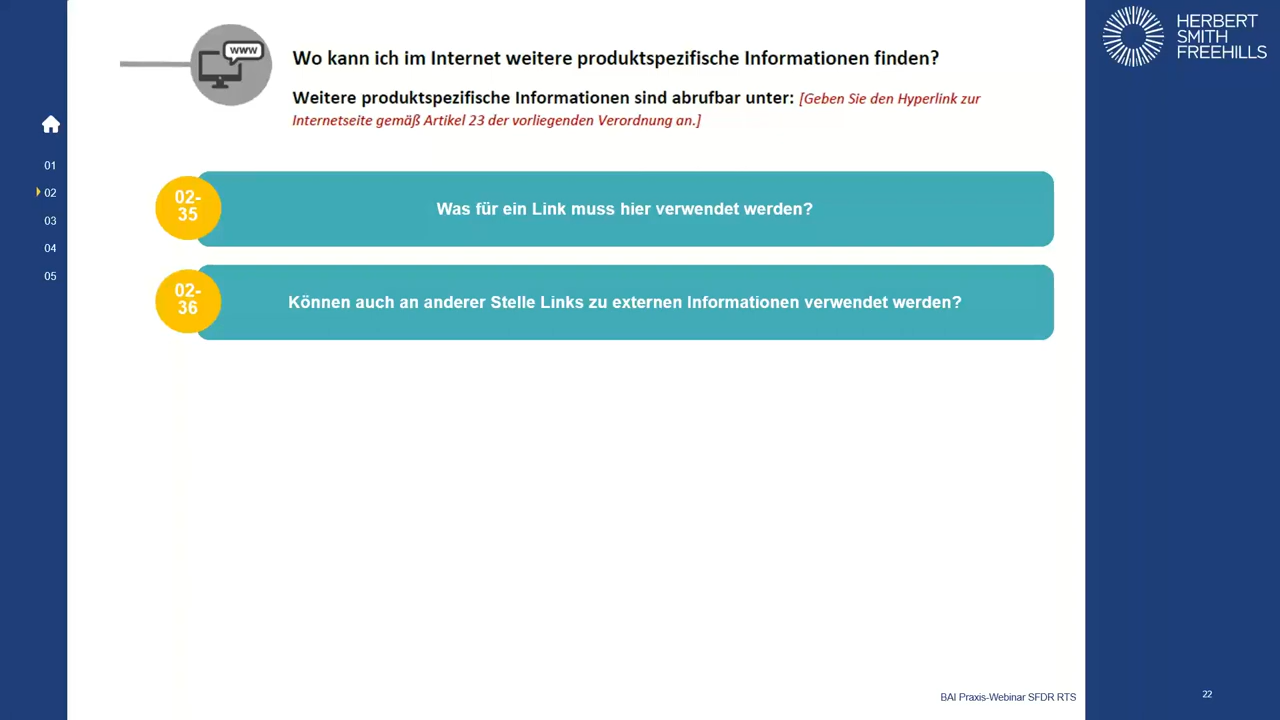 HERBERT
SMITH
FREEHILLS
www
Wo kann ich im Internet weitere produktspezifische Informationen finden?
Weitere produktspezifische Informationen sind abrufbar unter: [Geben Sie den Hyperlink zur
Internetseite gemäß Artikel 23 der vorliegenden Verordnung an.]
01
02
03
04
05
02-
35
Was für ein Link muss hier verwendet werden?
02-
36
Können auch an anderer Stelle Links zu externen Informationen verwendet werden?
BAI Praxis-Webinar SFDR RTS
22